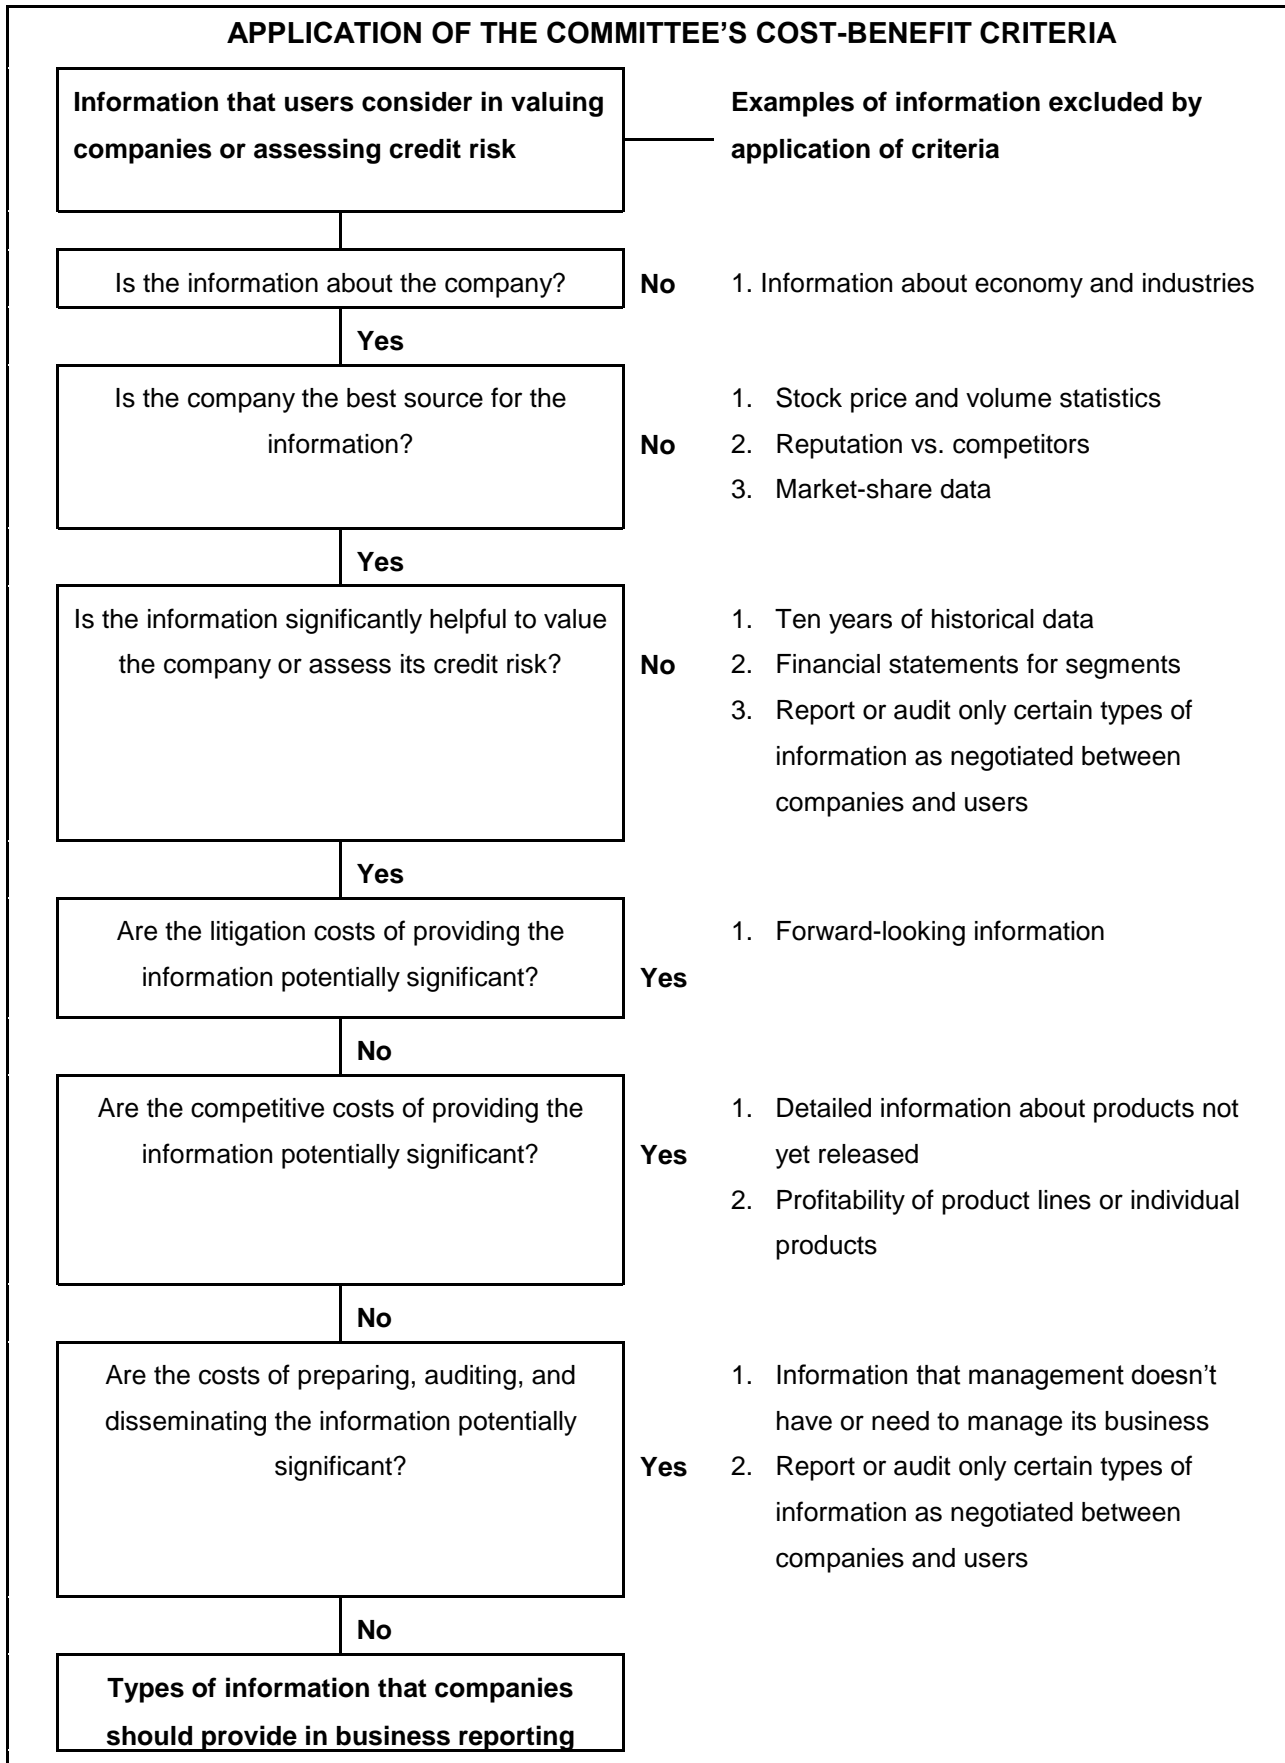 APPLICATION OF THE COMMITTEE’S COST-BENEFIT CRITERIA
Information that users consider in valuing
companies or assessing credit risk
Examples of information excluded by
application of criteria
Is the information about the company?
No
1. Information about economy and industries
Yes
Is the company the best source for the
information?
No
1. Stock price and volume statistics
2. Reputation vs. competitors
3. Market-share data
Yes
Is the information significantly helpful to value
the company or assess its credit risk?
No
1. Ten years of historical data
2. Financial statements for segments
3. Report or audit only certain types of
information as negotiated between
companies and users
Yes
Are the litigation costs of providing the
information potentially significant?
Yes
1. Forward-looking information
No
Are the competitive costs of providing the
information potentially significant?
Yes
1. Detailed information about products not
yet released
2. Profitability of product lines or individual
products
No
Are the costs of preparing, auditing, and
disseminating the information potentially
significant?
Yes
1. Information that management doesn’t
have or need to manage its business
2. Report or audit only certain types of
information as negotiated between
companies and users
No
Types of information that companies
should provide in business reporting